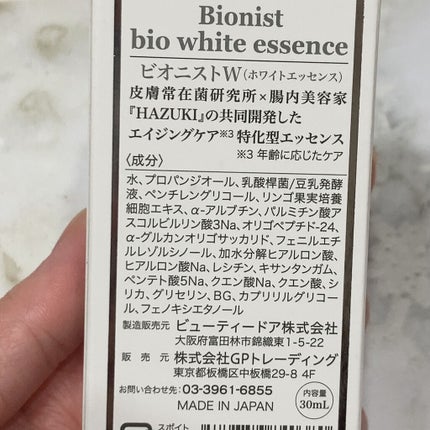 Bionist
bio white essence
ビオニストW(ホワイトエッセンス)
皮膚常在菌研究所×腸内美容家
『HAZUKI』の共同開発した
エイジングケア※3 特化型エッセンス
※3 年齢に応じたケア
〈成分〉
水、プロパンジオール、乳酸桿菌/豆乳発酵
液、ペンチレングリコール、リンゴ果実培養
細胞エキス、α-アルブチン、パルミチン酸ア
スコルビルリン酸3Na、オリゴペプチド-24、
α-グルカンオリゴサッカリド、フェニルエチ
ルレゾルシノール、加水分解ヒアルロン酸、
ヒアルロン酸Na、レシチン、キサンタンガム、
ペンテト酸5Na、クエン酸Na、クエン酸、シ
リカ、グリセリン、BG、カプリリルグリコー
ル、フェノキシエタノール
製造販売元 ビューティードア株式会社
大阪府富田林市錦織東1-5-22
販売元 株式会社GPトレーディング
東京都板橋区中板橋29-8 4F
お問い合わせ先: 03-3961-6855
MADE IN JAPAN
内容量
30mL
スポイト